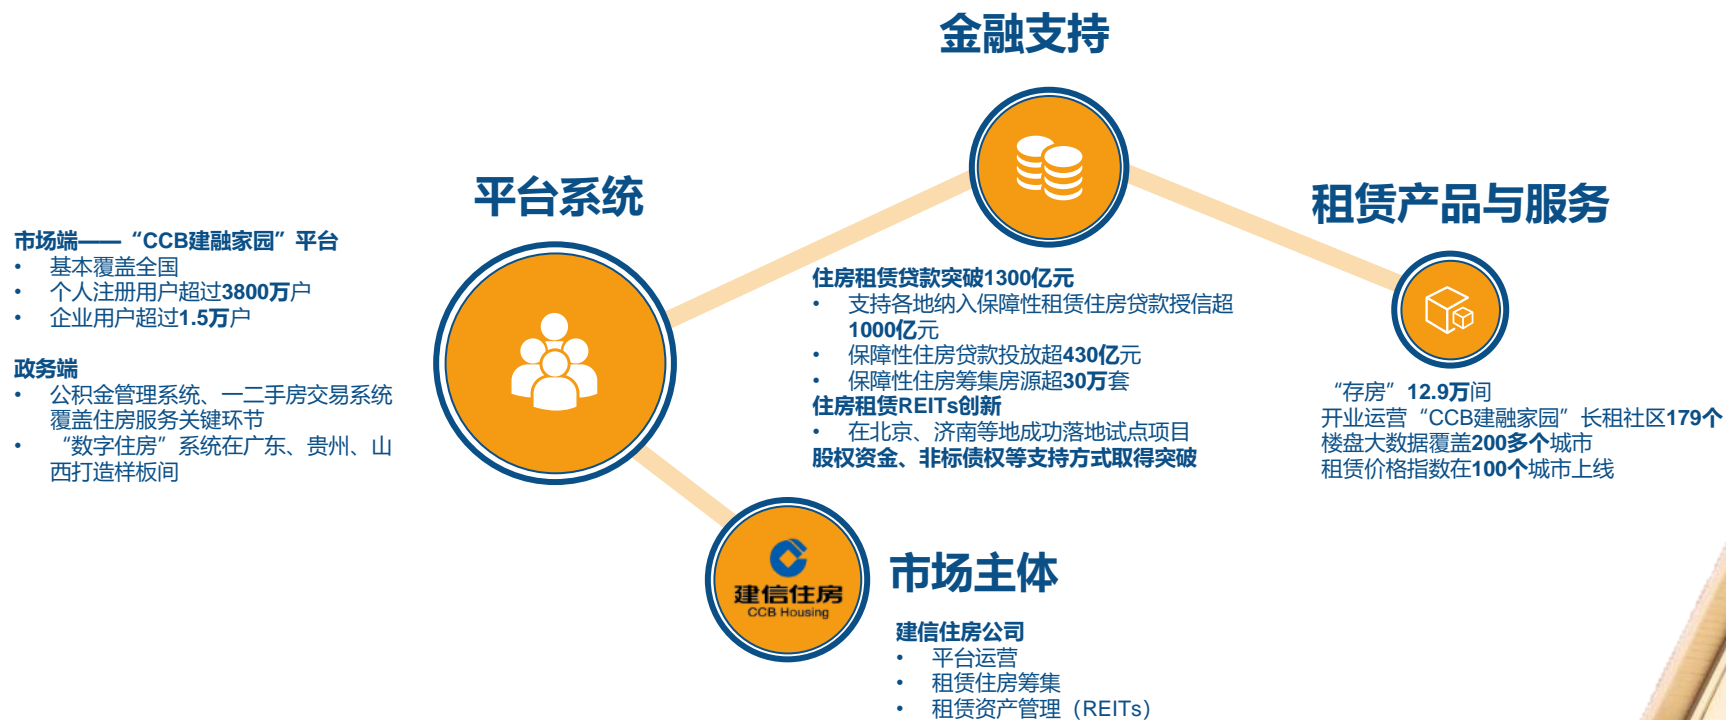 金融支持
平台系统
租赁产品与服务
市场端——“CCB建融家园”平台
• 基本覆盖全国
• 个人注册用户超过3800万户
• 企业用户超过1.5万户
政务端
• 公积金管理系统、一二手房交易系统
覆盖住房服务关键环节
• “数字住房”系统在广东、贵州、山
西打造样板间
住房租赁贷款突破1300亿元
• 支持各地纳入保障性租赁住房贷款授信超
1000亿元
• 保障性住房贷款投放超430亿元
• 保障性住房筹集房源超30万套
住房租赁REITs创新
• 在北京、济南等地成功落地试点项目
股权资金、非标债权等支持方式取得突破
“存房”12.9万间
开业运营“CCB建融家园”长租社区179个
楼盘大数据覆盖200多个城市
租赁价格指数在100个城市上线
建信住房
CCB Housing
市场主体
建信住房公司
• 平台运营
• 租赁住房筹集
• 租赁资产管理（REITs）